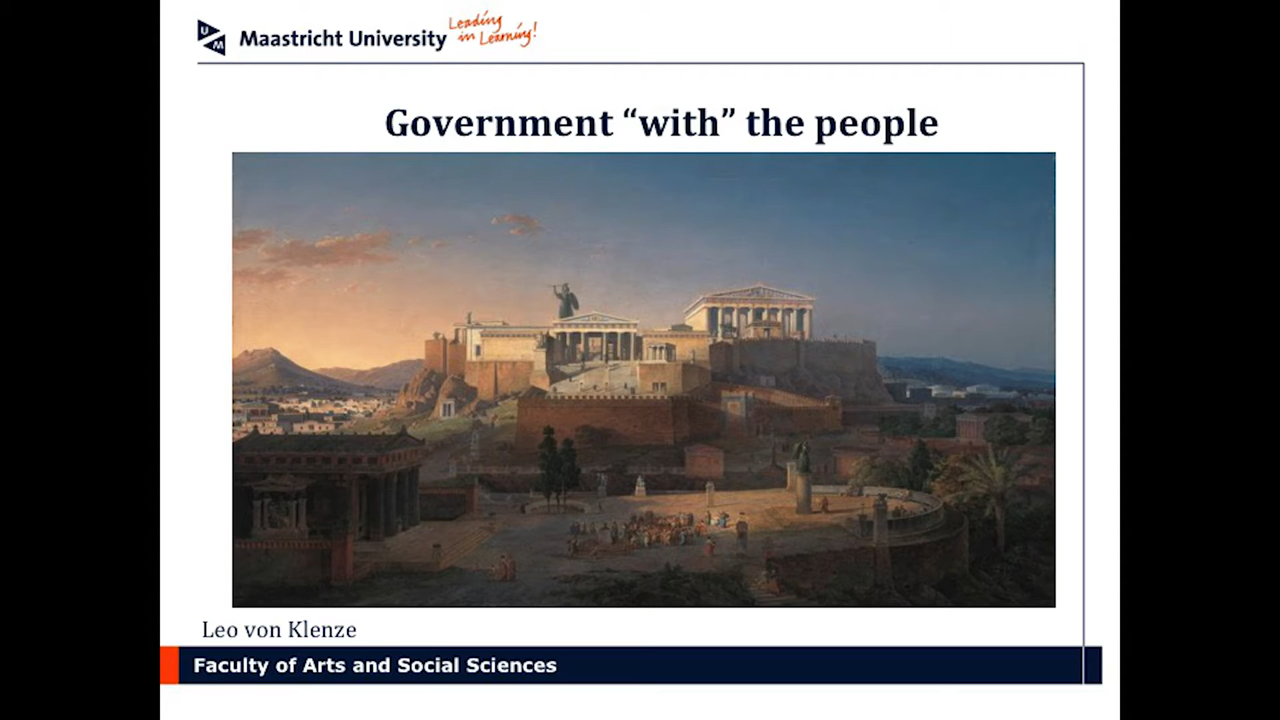 Maastricht University
Leading
in Learning!
Government “with” the people
Leo von Klenze
Faculty of Arts and Social Sciences